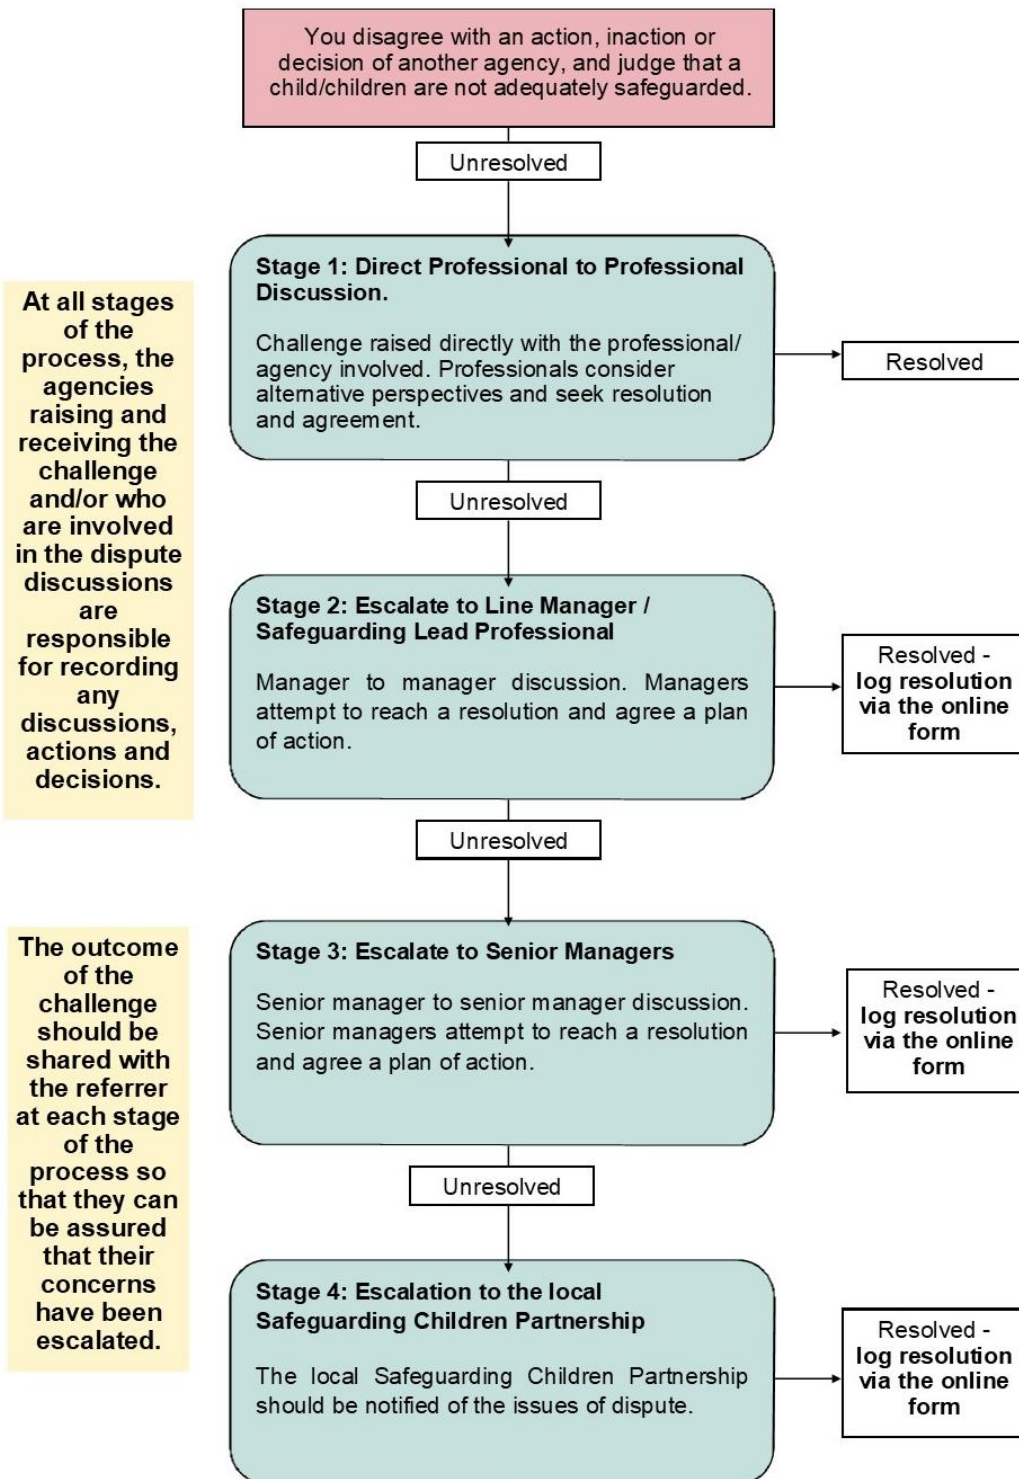 You disagree with an action, inaction or
decision of another agency, and judge that a
child/children are not adequately safeguarded.
Unresolved
Stage 1: Direct Professional to Professional
Discussion.
Challenge raised directly with the professional/
agency involved. Professionals consider
alternative perspectives and seek resolution
and agreement.
Resolved
At all stages
of the
process, the
agencies
raising and
receiving the
challenge
and/or who
are involved
in the dispute
discussions
are
responsible
for recording
any
discussions,
actions and
decisions.
Unresolved
Stage 2: Escalate to Line Manager /
Safeguarding Lead Professional
Manager to manager discussion. Managers
attempt to reach a resolution and agree a plan
of action.
Resolved -
log resolution
via the online
form
Unresolved
The outcome
of the
challenge
should be
shared with
the referrer
at each stage
of the
process so
that they can
be assured
that their
concerns
have been
escalated.
Stage 3: Escalate to Senior Managers
Senior manager to senior manager discussion.
Senior managers attempt to reach a resolution
and agree a plan of action.
Resolved -
log resolution
via the online
form
Unresolved
Stage 4: Escalation to the local
Safeguarding Children Partnership
The local Safeguarding Children Partnership
should be notified of the issues of dispute.
Resolved -
log resolution
via the online
form